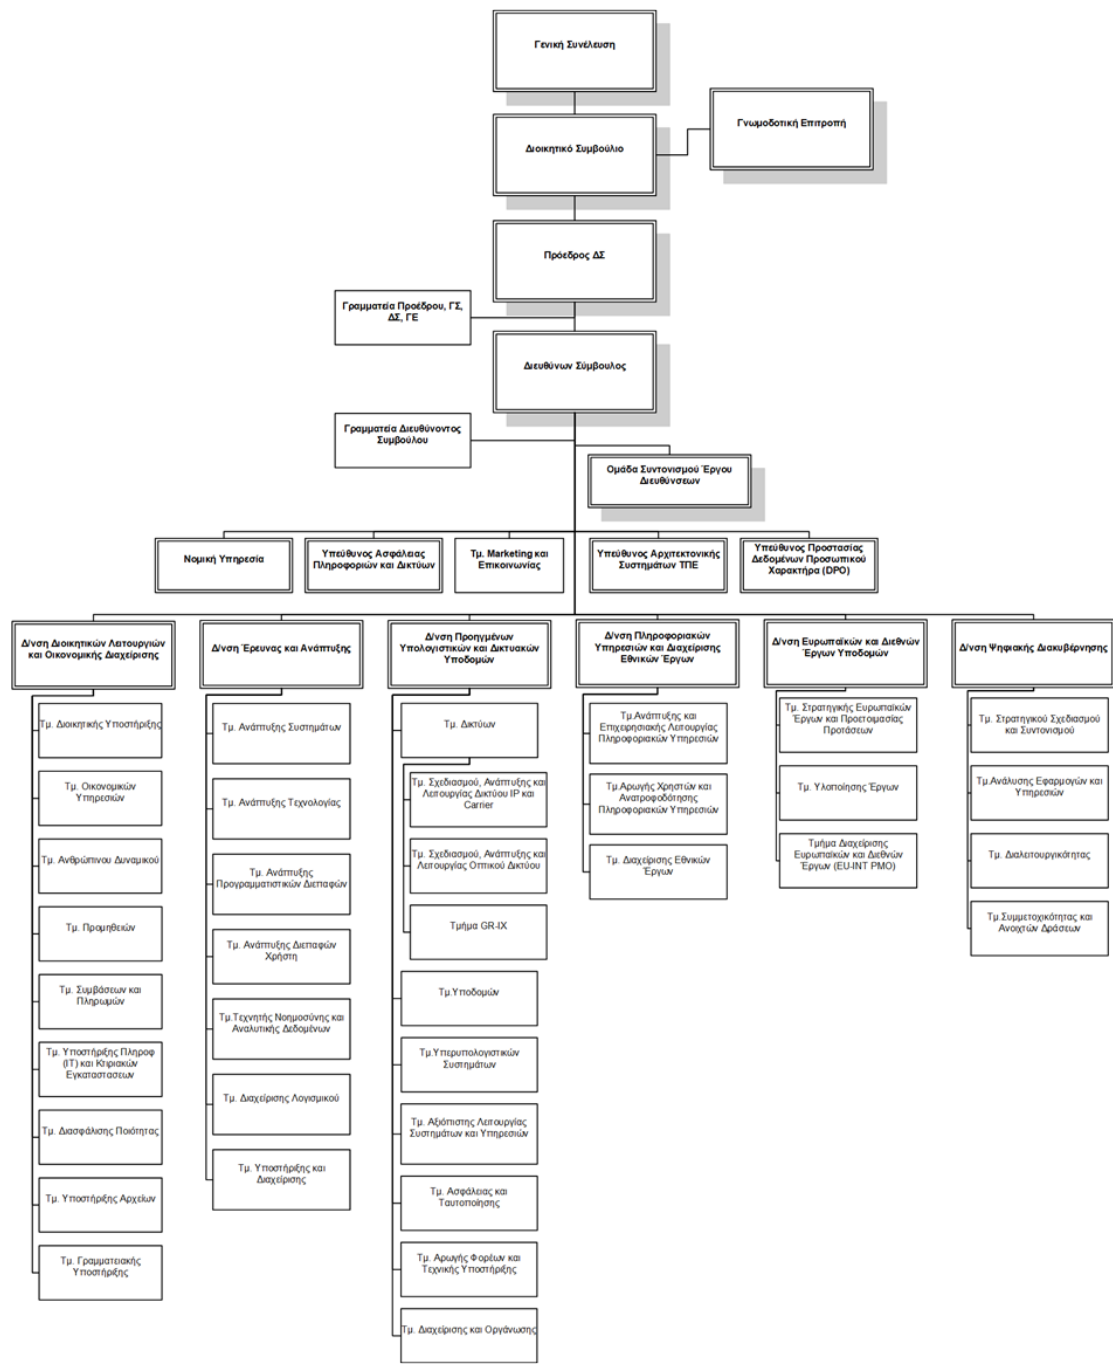 Γενική Συνέλευση
Γνωμοδοτική Επιτροπή
Διοικητικό Συμβούλιο
Πρόεδρος ΔΣ
Γραμματεία Προέδρου, ΓΣ,
ΔΣ, ΓΕ
Διευθύνων Σύμβουλος
Γραμματεία Διευθύνοντος
Συμβούλου
Ομάδα Συντονισμού Έργου
Διευθύνσεων
Νομική Υπηρεσία
Υπεύθυνος Ασφάλειας
Πληροφοριών και Δικτύων
Τμ. Marketing και
Επικοινωνίας
Υπεύθυνος Αρχιτεκτονικής
Συστημάτων ΤΠΕ
Υπεύθυνος Προστασίας
Δεδομένων Προσωπικού
Χαρακτήρα (DPO)
Δ/νση Διοικητικών Λειτουργιών
και Οικονομικής Διαχείρισης
Τμ. Διοικητικής Υποστήριξης
Τμ. Οικονομικών
Υπηρεσιών
Τμ. Ανθρώπινου Δυναμικού
Τμ. Προμηθειών
Τμ. Συμβάσεων και
Πληρωμών
Τμ. Υποστήριξης Πληροφ
(IT) και Κτιριακών
Εγκαταστασεων
Τμ. Διασφάλισης Ποιότητας
Τμ. Υποστήριξης Αρχείων
Τμ. Γραμματειακής
Υποστήριξης
Δ/νση Έρευνας και Ανάπτυξης
Τμ. Ανάπτυξης Συστημάτων
Τμ. Ανάπτυξης Τεχνολογίας
Τμ. Ανάπτυξης
Προγραμματιστικών Διεπαφών
Τμ. Ανάπτυξης Διεπαφών
Χρήστη
Τμ.Τεχνητής Νοημοσύνης και
Αναλυτικής Δεδομένων
Τμ. Διαχείρισης Λογισμικού
Τμ. Υποστήριξης και
Διαχείρισης
Δ/νση Προηγμένων
Υπολογιστικών και Δικτυακών
Υποδομών
Τμ. Δικτύων
Τμ. Σχεδιασμού, Ανάπτυξης και
Λειτουργίας Δικτύου IP και
Carrier
Τμ. Σχεδιασμού, Ανάπτυξης και
Λειτουργίας Οπτικού Δικτύου
Τμήμα GR-IX
Τμ.Υποδομών
Τμ.Υπερυπολογιστικών
Συστημάτων
Τμ. Αξιόπιστης Λειτουργίας
Συστημάτων και Υπηρεσιών
Τμ. Ασφάλειας και
Ταυτοποίησης
Τμ. Αρωγής Φορέων και
Τεχνικής Υποστήριξης
Τμ. Διαχείρισης και Οργάνωσης
Δ/νση Πληροφοριακών
Υπηρεσιών και Διαχείρισης
Εθνικών Έργων
Τμ.Ανάπτυξης και
Επιχειρησιακής Λειτουργίας
Πληροφοριακών Υπηρεσιών
Τμ.Αρωγής Χρηστών και
Ανατροφοδότησης
Πληροφοριακών Υπηρεσιών
Τμ. Διαχείρισης Εθνικών
Έργων
Δ/νση Ευρωπαϊκών και Διεθνών
Έργων Υποδομών
Τμ. Στρατηγικής Ευρωπαϊκών
Έργων και Προετοιμασίας
Προτάσεων
Τμ. Υλοποίησης Έργων
Τμήμα Διαχείρισης
Ευρωπαϊκών και Διεθνών
Έργων (EU-INT PMO)
Δ/νση Ψηφιακής Διακυβέρνησης
Τμ. Στρατηγικού Σχεδιασμού
και Συντονισμού
Τμ.Ανάλυσης Εφαρμογών και
Υπηρεσιών
Τμ. Διαλειτουργικότητας
Τμ.Συμμετοχικότητας και
Ανοιχτών Δράσεων